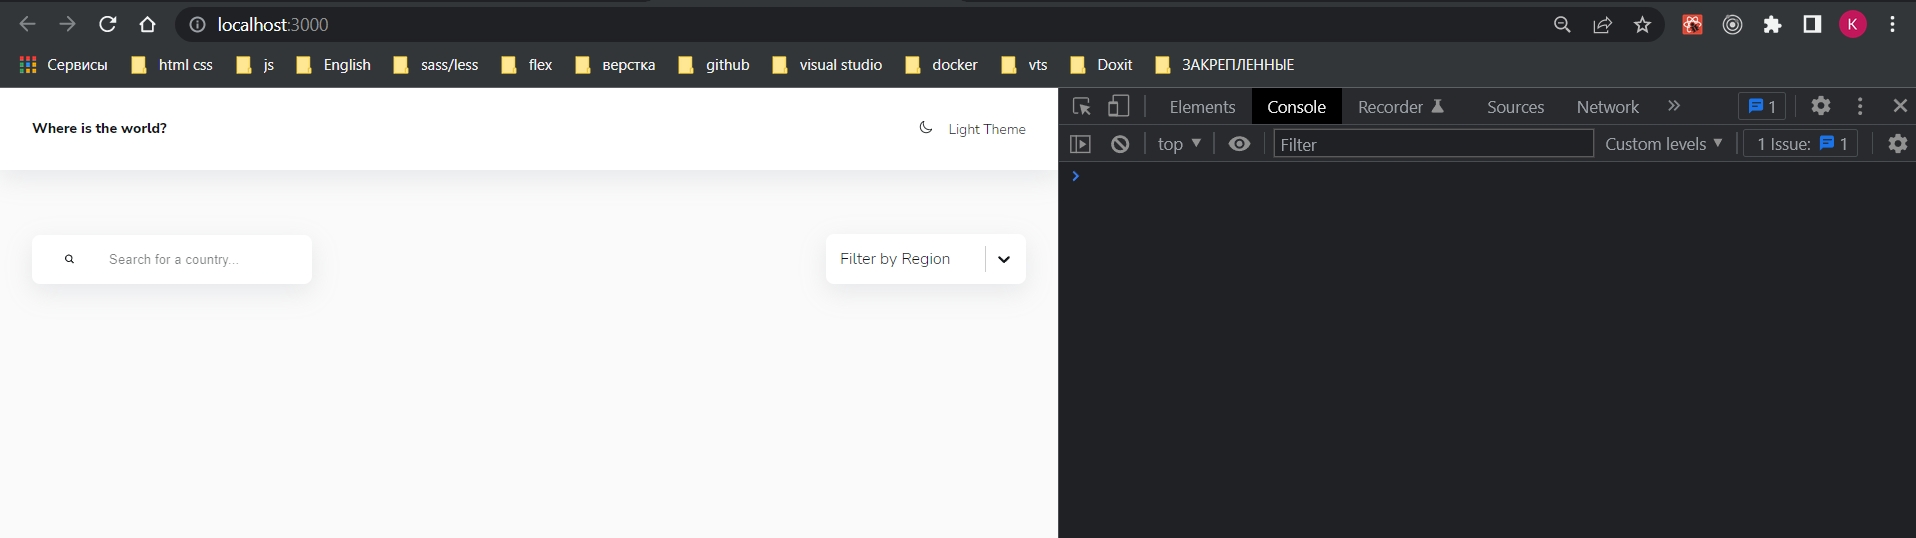 localhost:3000
K
Сервисы html css js English sass/less flex верстка github visual studio docker vts Doxit ЗАКРЕПЛЕННЫЕ
Where is the world? Light Theme
Search for a country... Filter by Region
Elements Console Recorder Sources Network » 1
top Filter Custom levels 1 Issue: 1